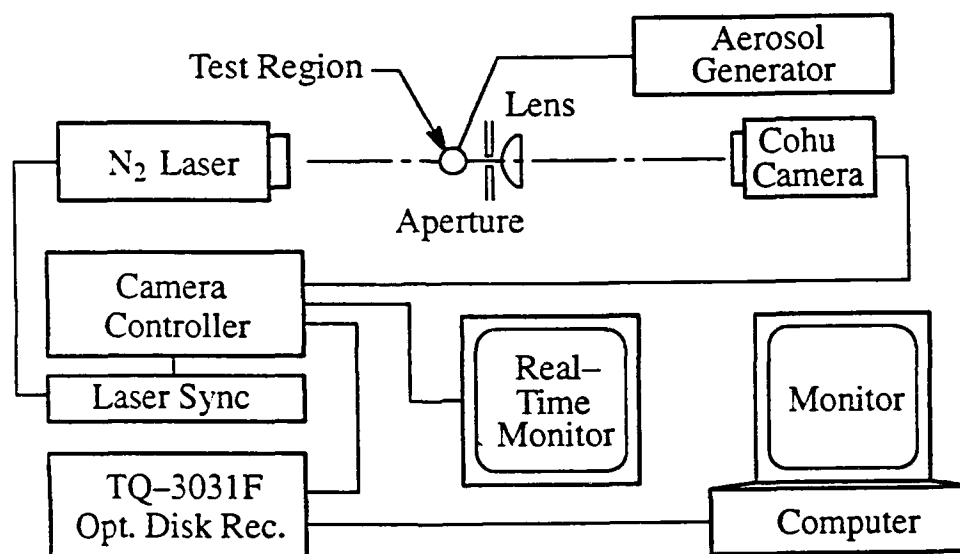 Aerosol
Generator
Test Region
Lens
N₂ Laser
Cohu
Camera
Aperture
Camera
Controller
Laser Sync
Real–
Time
Monitor
Monitor
TQ–3031F
Opt. Disk Rec.
Computer